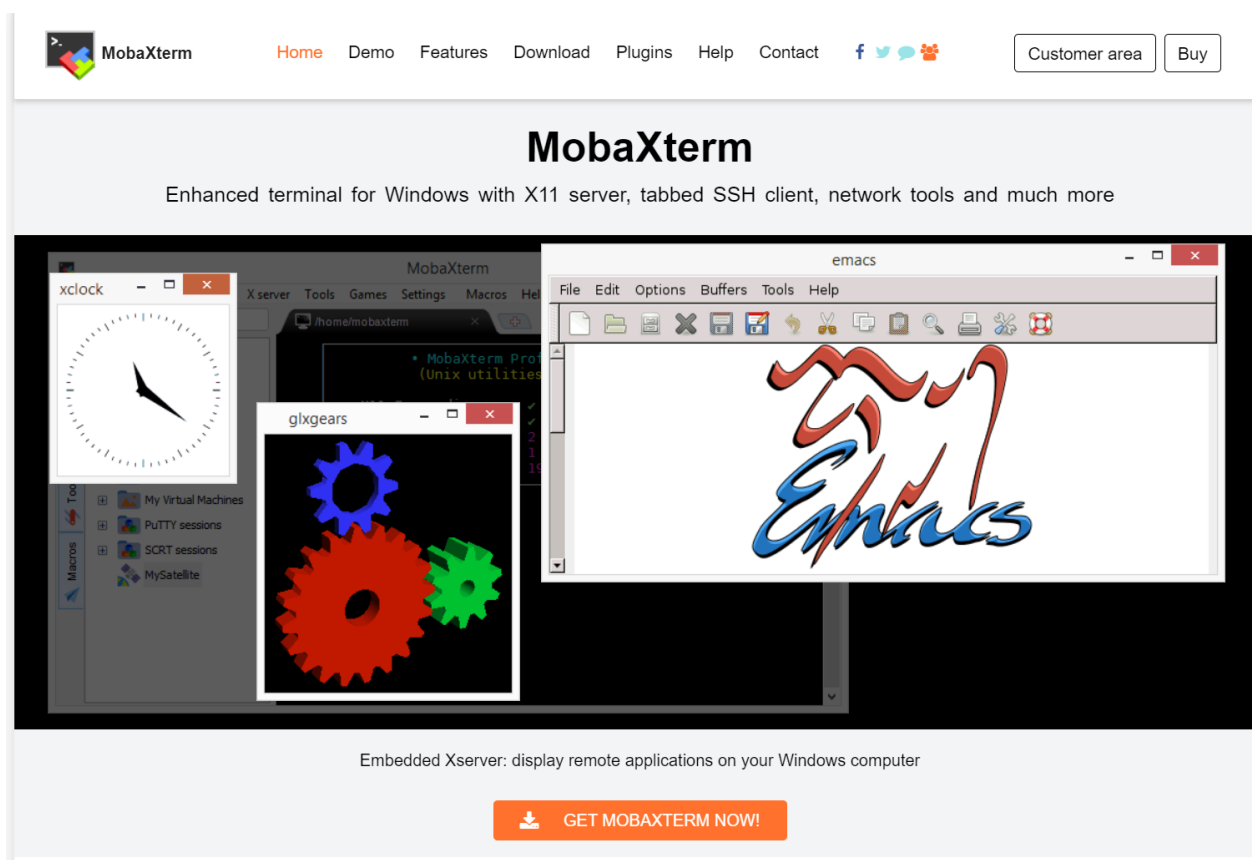 MobaXterm
Home Demo Features Download Plugins Help Contact
Customer area Buy
MobaXterm
Enhanced terminal for Windows with X11 server, tabbed SSH client, network tools and much more
MobaXterm
X server Tools Games Settings Macros Hel
/home/mobaxterm
• MobaXterm Prof
(Unix utilities
xclock
glxgears
emacs
File Edit Options Buffers Tools Help
Emacs
My Virtual Machines
PuTTY sessions
SCRT sessions
MySatellite
Macros
Embedded Xserver: display remote applications on your Windows computer
GET MOBAXTERM NOW!